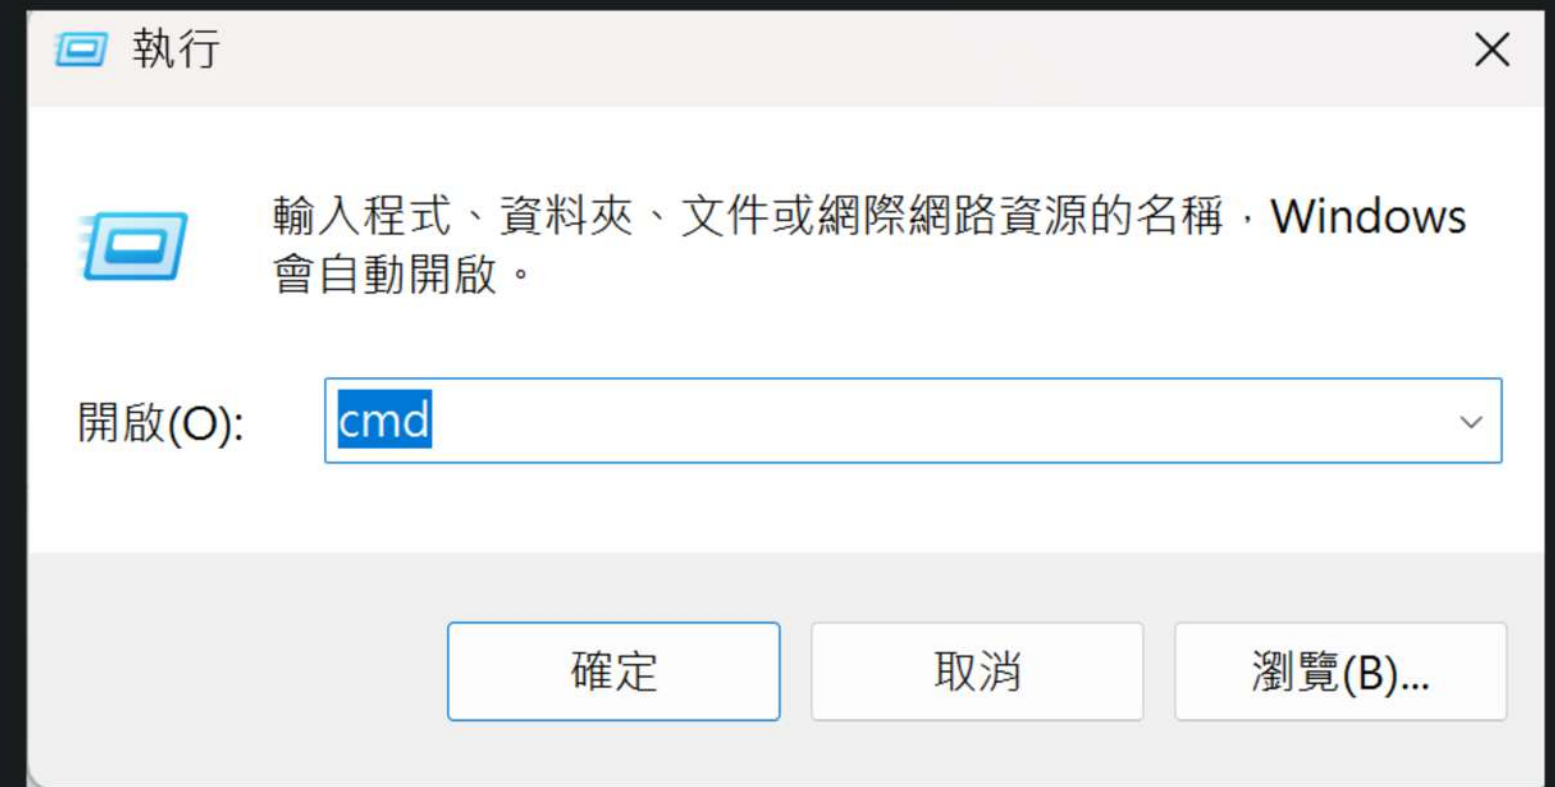 執行
輸入程式、資料夾、文件或網際網路資源的名稱，Windows
會自動開啟。
開啟(O):
cmd
確定
取消
瀏覽(B)...